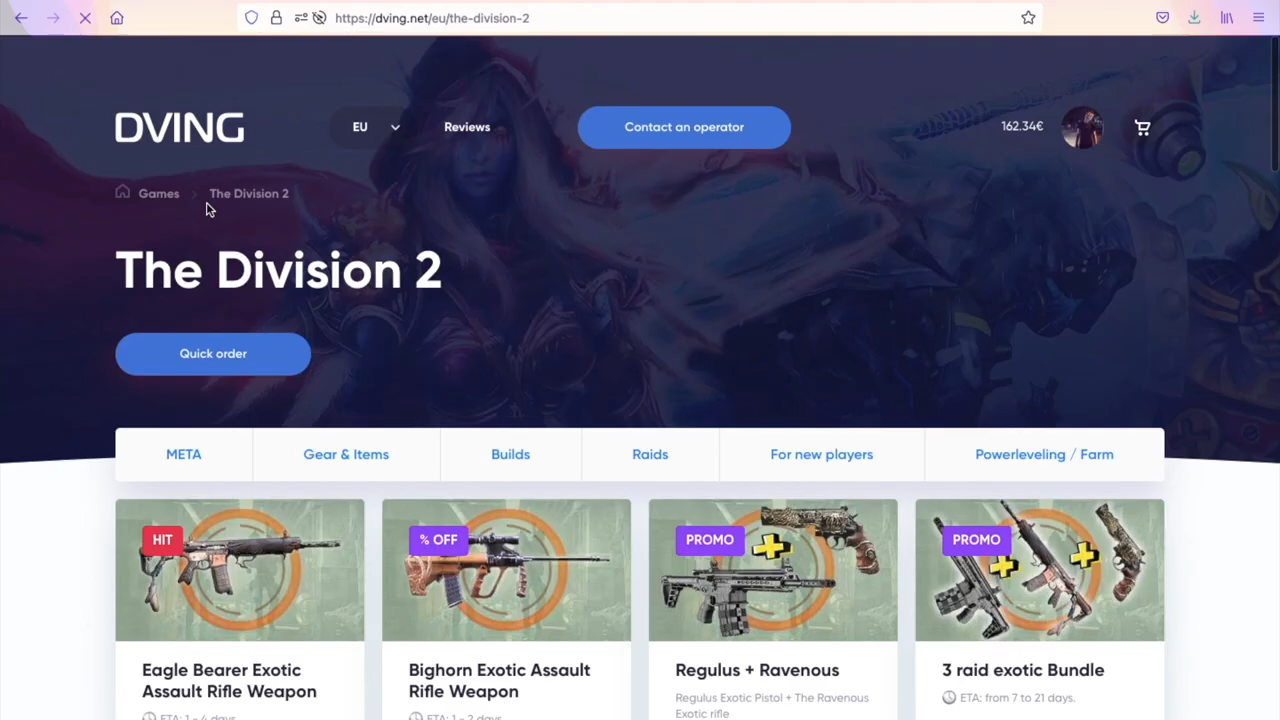 https://dving.net/eu/the-division-2
DVING
EU
Reviews
Contact an operator
162.34€
Games
The Division 2
The Division 2
Quick order
META
Gear & Items
Builds
Raids
For new players
Powerleveling / Farm
HIT
% OFF
PROMO
PROMO
Eagle Bearer Exotic
Assault Rifle Weapon
ETA: 1 - 4 days
Bighorn Exotic Assault
Rifle Weapon
ETA: 1 - 2 days
Regulus + Ravenous
Regulus Exotic Pistol + The Ravenous
Exotic rifle
3 raid exotic Bundle
ETA: from 7 to 21 days.